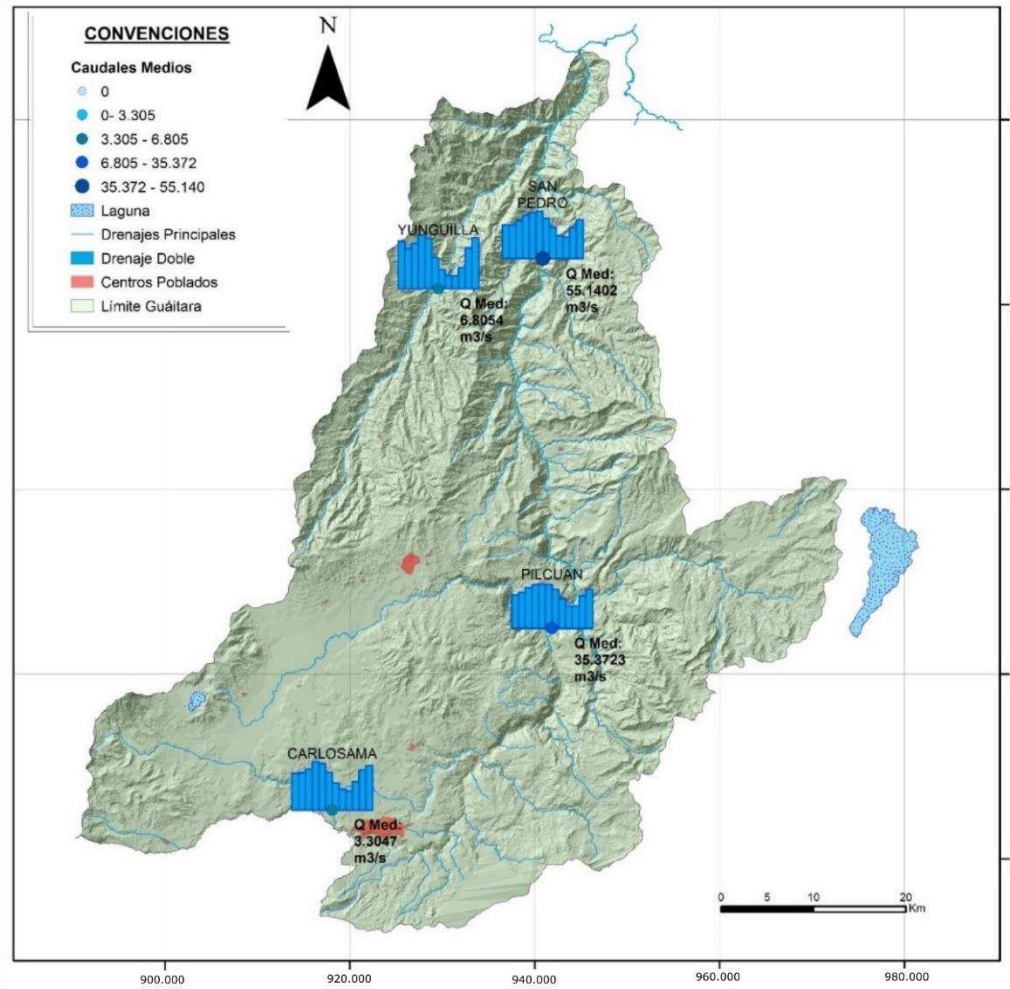 CONVENCIONES
Caudales Medios
0
0- 3.305
3.305 - 6.805
6.805 - 35.372
35.372 - 55.140
Laguna
Drenajes Principales
Drenaje Doble
Centros Poblados
Límite Guáitara
N
SAN
PEDRO
YUNGUILLA
Q Med:
55.1402
m3/s
Q Med:
6.8054
m3/s
PILCUAN
Q Med:
35.3723
m3/s
CARLOSAMA
Q Med:
3.3047
m3/s
0 5 10 20
Km
900.000 920.000 940.000 960.000 980.000